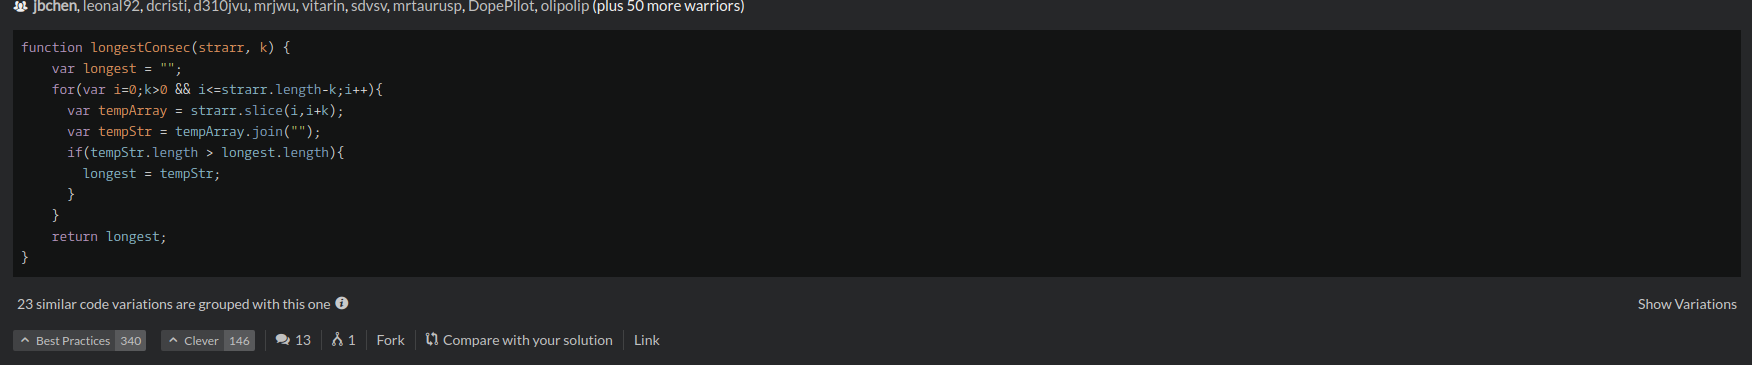 jbchen, leonal92, dcristi, d310jvu, mrjwu, vitarin, sdvsv, mrtaurusp, DopePilot, olipolip (plus 50 more warriors)
function longestConsec(strarr, k) {
    var longest = "";
    for(var i=0;k>0 && i<=strarr.length-k;i++){
      var tempArray = strarr.slice(i,i+k);
      var tempStr = tempArray.join("");
      if(tempStr.length > longest.length){
        longest = tempStr;
      }
    }
    return longest;
}
23 similar code variations are grouped with this one
Show Variations
Best Practices 340 Clever 146 13 1 Fork Compare with your solution Link